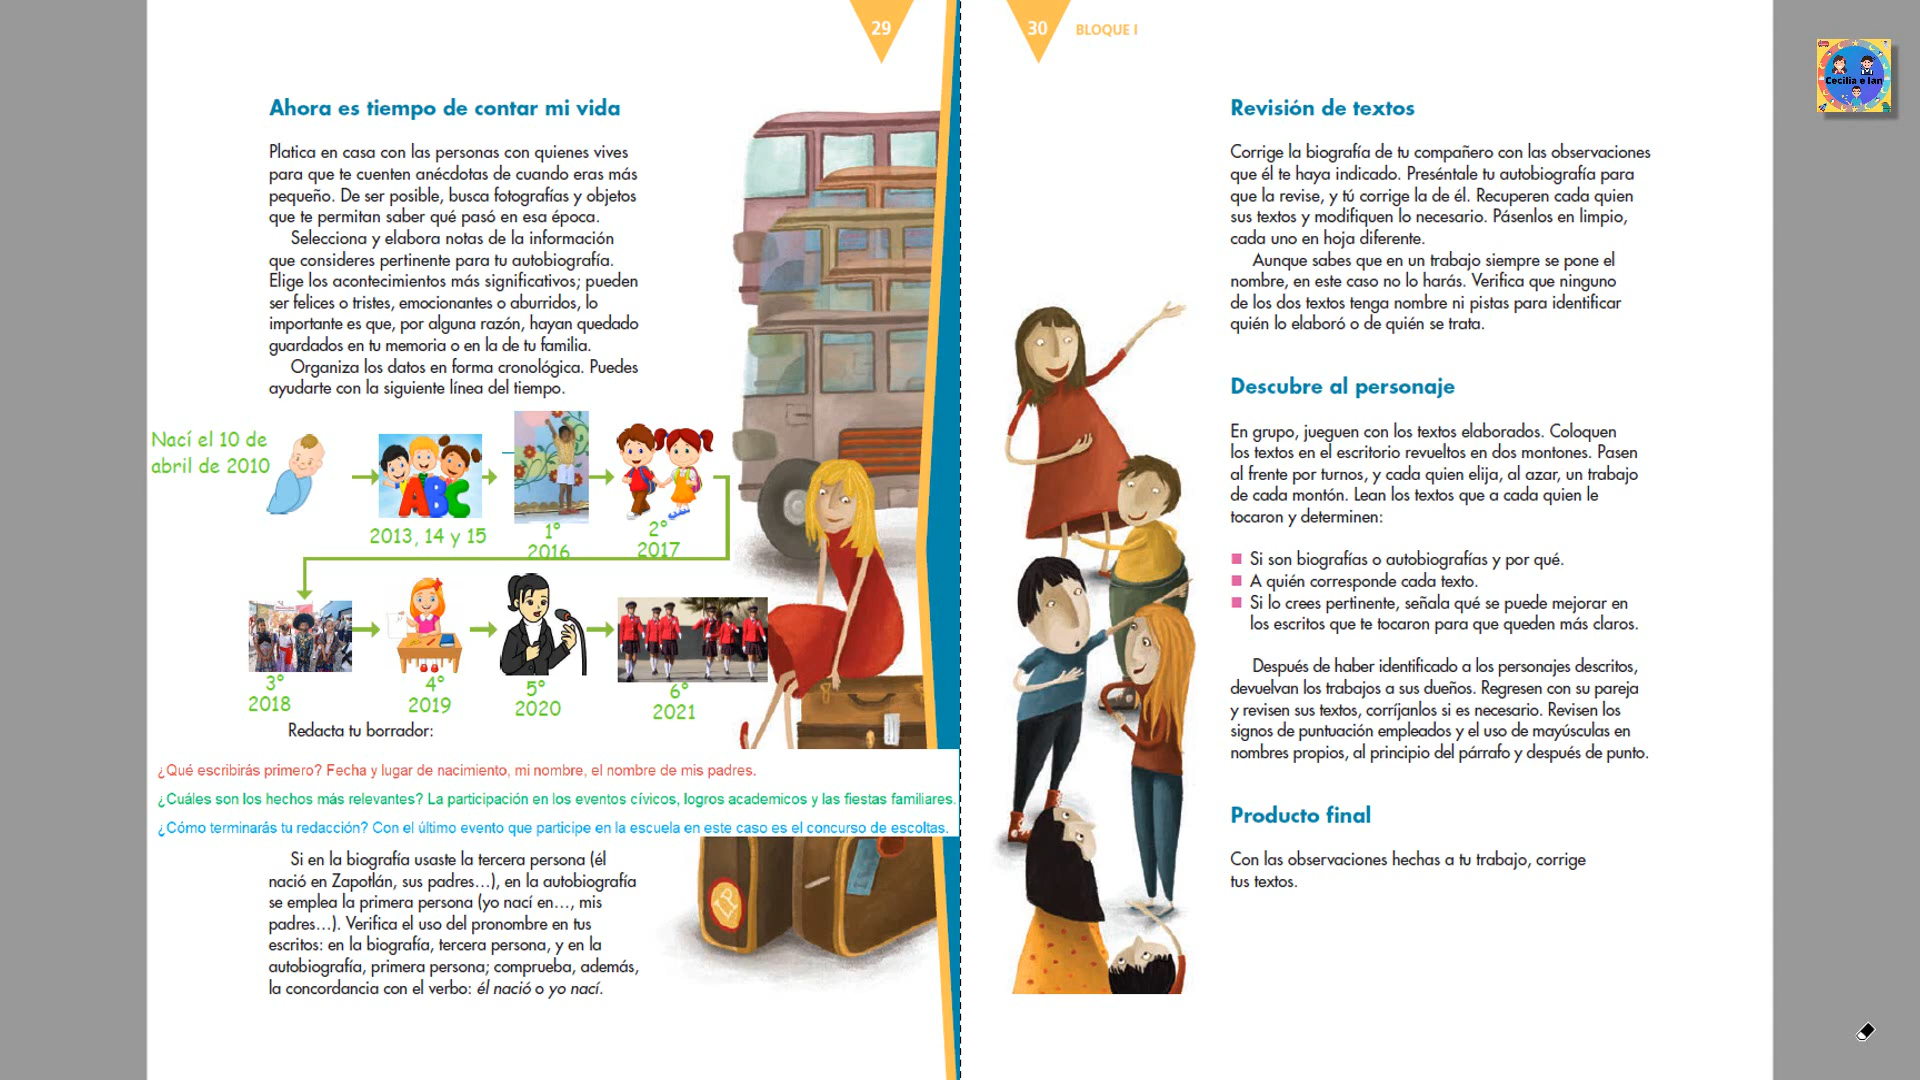 29
Ahora es tiempo de contar mi vida
Platica en casa con las personas con quienes vives
para que te cuenten anécdotas de cuando eras más
pequeño. De ser posible, busca fotografías y objetos
que te permitan saber qué pasó en esa época.
Selecciona y elabora notas de la información
que consideres pertinente para tu autobiografía.
Elige los acontecimientos más significativos; pueden
ser felices o tristes, emocionantes o aburridos, lo
importante es que, por alguna razón, hayan quedado
guardados en tu memoria o en la de tu familia.
Organiza los datos en forma cronológica. Puedes
ayudarte con la siguiente línea del tiempo.
Nací el 10 de
abril de 2010
ABC
2013, 14 y 15
1°
2016
2°
2017
3°
2018
4°
2019
5°
2020
6°
2021
Redacta tu borrador:
¿Qué escribirás primero? Fecha y lugar de nacimiento, mi nombre, el nombre de mis padres.
¿Cuáles son los hechos más relevantes? La participación en los eventos cívicos, logros academicos y las fiestas familiares.
¿Cómo terminarás tu redacción? Con el último evento que participe en la escuela en este caso es el concurso de escoltas.
Si en la biografía usaste la tercera persona (él
nació en Zapotlán, sus padres...), en la autobiografía
se emplea la primera persona (yo nací en..., mis
padres...). Verifica el uso del pronombre en tus
escritos: en la biografía, tercera persona, y en la
autobiografía, primera persona; comprueba, además,
la concordancia con el verbo: él nació o yo nací.
30 BLOQUE I
Revisión de textos
Corrige la biografía de tu compañero con las observaciones
que él te haya indicado. Preséntale tu autobiografía para
que la revise, y tú corrige la de él. Recuperen cada quien
sus textos y modifiquen lo necesario. Pásenlos en limpio,
cada uno en hoja diferente.
Aunque sabes que en un trabajo siempre se pone el
nombre, en este caso no lo harás. Verifica que ninguno
de los dos textos tenga nombre ni pistas para identificar
quién lo elaboró o de quién se trata.
Descubre al personaje
En grupo, jueguen con los textos elaborados. Coloquen
los textos en el escritorio revueltos en dos montones. Pasen
al frente por turnos, y cada quien elija, al azar, un trabajo
de cada montón. Lean los textos que a cada quien le
tocaron y determinen:
Si son biografías o autobiografías y por qué.
A quién corresponde cada texto.
Si lo crees pertinente, señala qué se puede mejorar en
los escritos que te tocaron para que queden más claros.
Después de haber identificado a los personajes descritos,
devuelvan los trabajos a sus dueños. Regresen con su pareja
y revisen sus textos, corríjanlos si es necesario. Revisen los
signos de puntuación empleados y el uso de mayúsculas en
nombres propios, al principio del párrafo y después de punto.
Producto final
Con las observaciones hechas a tu trabajo, corrige
tus textos.
Cecilia e Ian